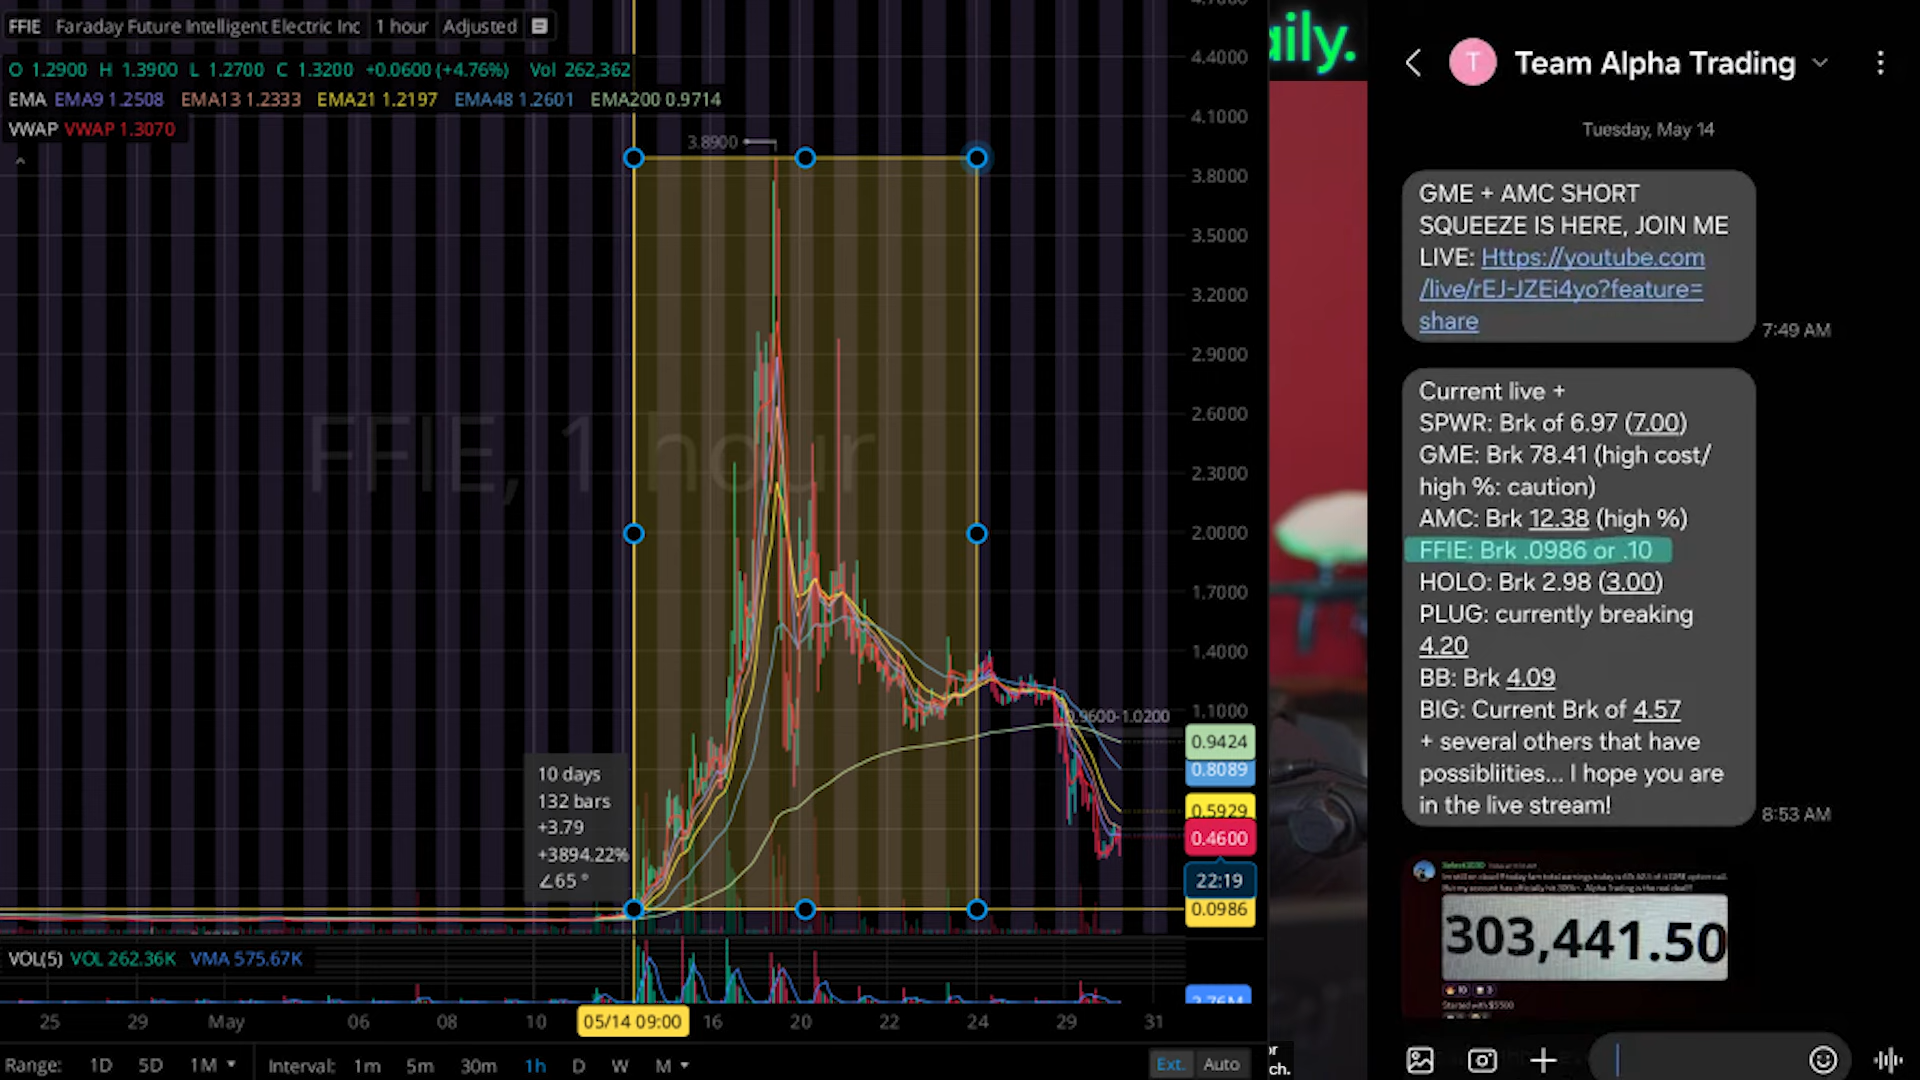 FFIE Faraday Future Intelligent Electric Inc 1 hour Adjusted
O 1.2900 H 1.3900 L 1.2700 C 1.3200 +0.0600 (+4.76%) Vol 262,362
EMA EMA9 1.2508 EMA13 1.2333 EMA21 1.2197 EMA48 1.2601 EMA200 0.9714
VWAP VWAP 1.3070
3.8900
FFIE, 1 hour
4.4000
4.1000
3.8000
3.5000
3.2000
2.9000
2.6000
2.3000
2.0000
1.7000
1.4000
1.1000
0.9600-1.0200
0.9424
0.8089
0.5929
0.4600
22:19
0.0986
10 days
132 bars
+3.79
+3894.22%
∠65 °
VOL(5) VOL 262.36K VMA 575.67K
2.76M
25 29 May 06 08 10 05/14 09:00 16 20 22 24 29 31
Range: 1D 5D 1M Interval: 1m 5m 30m 1h D W M Ext. Auto
aily.
or
ch.
T Team Alpha Trading
Tuesday, May 14
GME + AMC SHORT
SQUEEZE IS HERE, JOIN ME
LIVE: Https://youtube.com
/live/rEJ-JZEi4yo?feature=
share
7:49 AM
Current live +
SPWR: Brk of 6.97 (7.00)
GME: Brk 78.41 (high cost/
high %: caution)
AMC: Brk 12.38 (high %)
FFIE: Brk .0986 or .10
HOLO: Brk 2.98 (3.00)
PLUG: currently breaking
4.20
BB: Brk 4.09
BIG: Current Brk of 4.57
+ several others that have
possibliities... I hope you are
in the live stream!
8:53 AM
303,441.50
Started with $5500